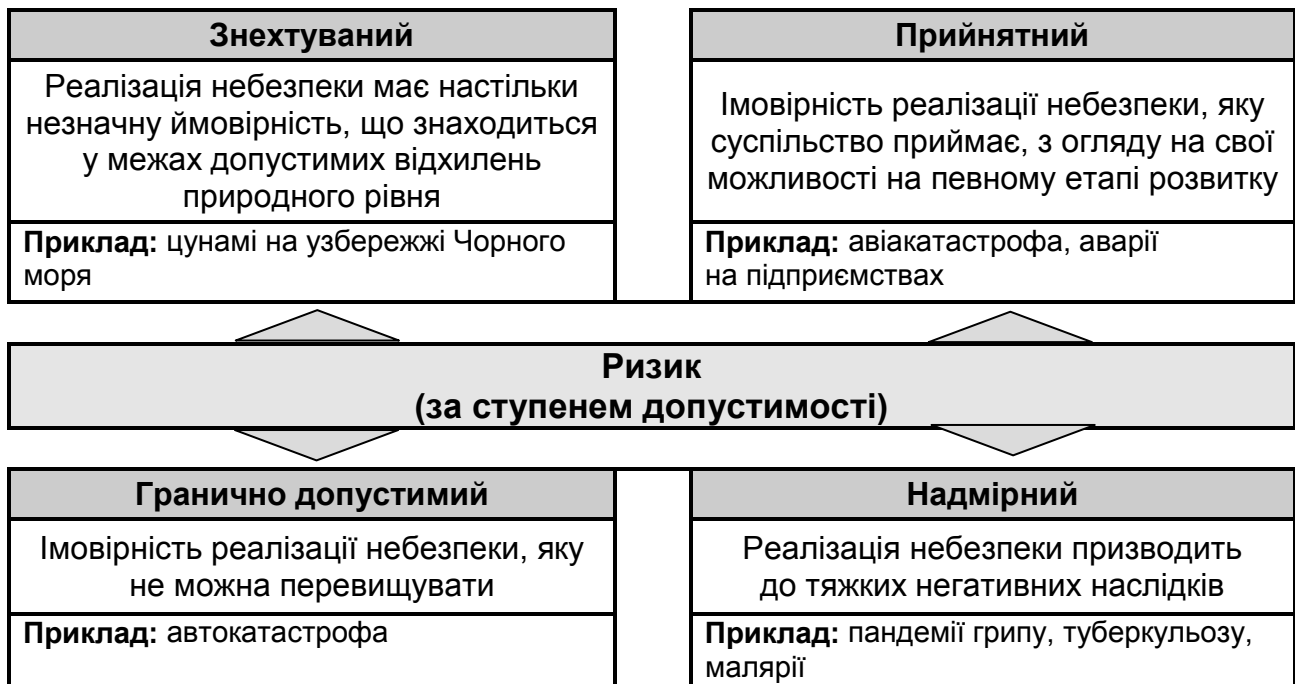 Знехтуваний
Реалізація небезпеки має настільки
незначну ймовірність, що знаходиться
у межах допустимих відхилень
природного рівня
Приклад: цунамі на узбережжі Чорного
моря
Прийнятний
Імовірність реалізації небезпеки, яку
суспільство приймає, з огляду на свої
можливості на певному етапі розвитку
Приклад: авіакатастрофа, аварії
на підприємствах
Ризик
(за ступенем допустимості)
Гранично допустимий
Імовірність реалізації небезпеки, яку
не можна перевищувати
Приклад: автокатастрофа
Надмірний
Реалізація небезпеки призводить
до тяжких негативних наслідків
Приклад: пандемії грипу, туберкульозу,
малярії